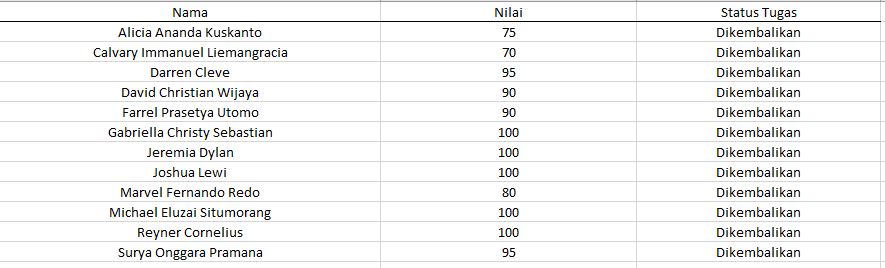 Nama Nilai Status Tugas
Alicia Ananda Kuskanto 75 Dikembalikan
Calvary Immanuel Liemangracia 70 Dikembalikan
Darren Cleve 95 Dikembalikan
David Christian Wijaya 90 Dikembalikan
Farrel Prasetya Utomo 90 Dikembalikan
Gabriella Christy Sebastian 100 Dikembalikan
Jeremia Dylan 100 Dikembalikan
Joshua Lewi 100 Dikembalikan
Marvel Fernando Redo 80 Dikembalikan
Michael Eluzai Situmorang 100 Dikembalikan
Reyner Cornelius 100 Dikembalikan
Surya Onggara Pramana 95 Dikembalikan